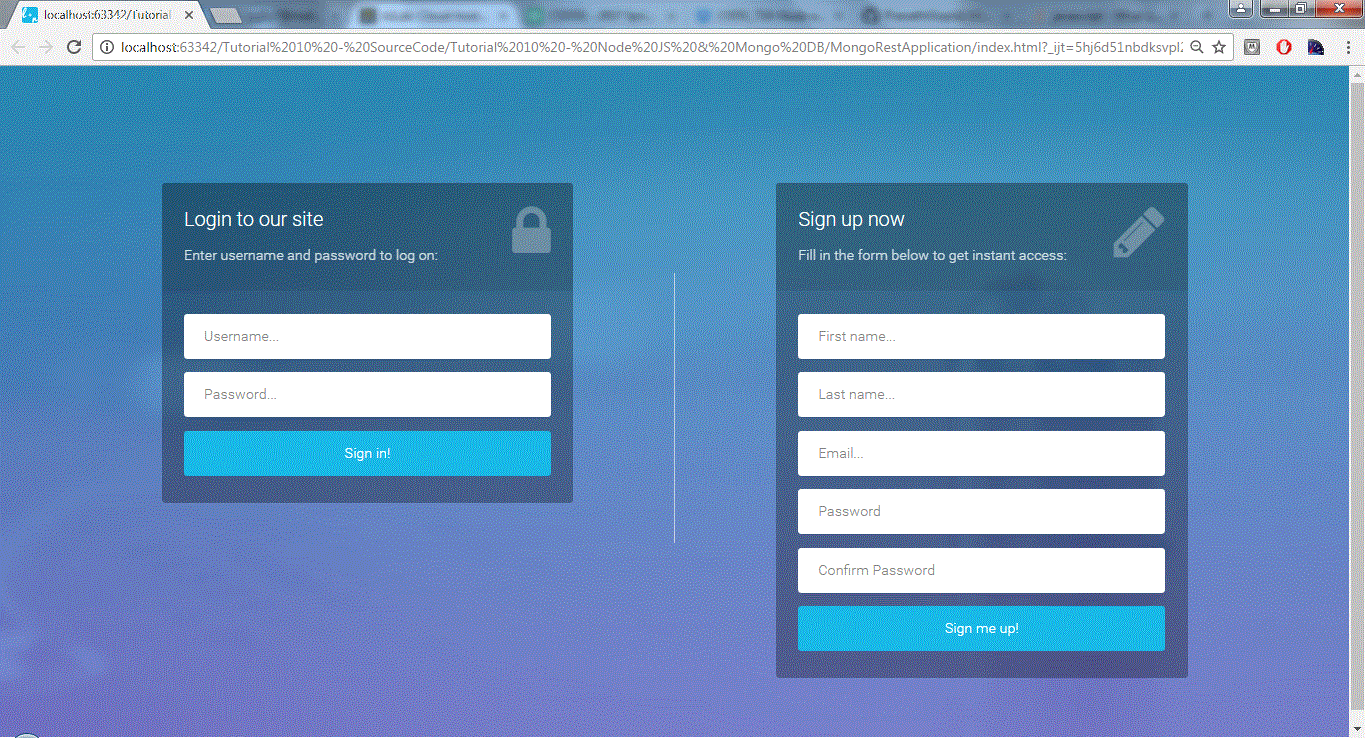 localhost:63342/Tutorial
localhost:63342/Tutorial%2010%20-%20SourceCode/Tutorial%2010%20-%20Node%20JS%20&%20Mongo%20DB/MongoRestApplication/index.html?_ijt=5hj6d51nbdksvpl2
Login to our site
Enter username and password to log on:
Username...
Password...
Sign in!
Sign up now
Fill in the form below to get instant access:
First name...
Last name...
Email...
Password
Confirm Password
Sign me up!